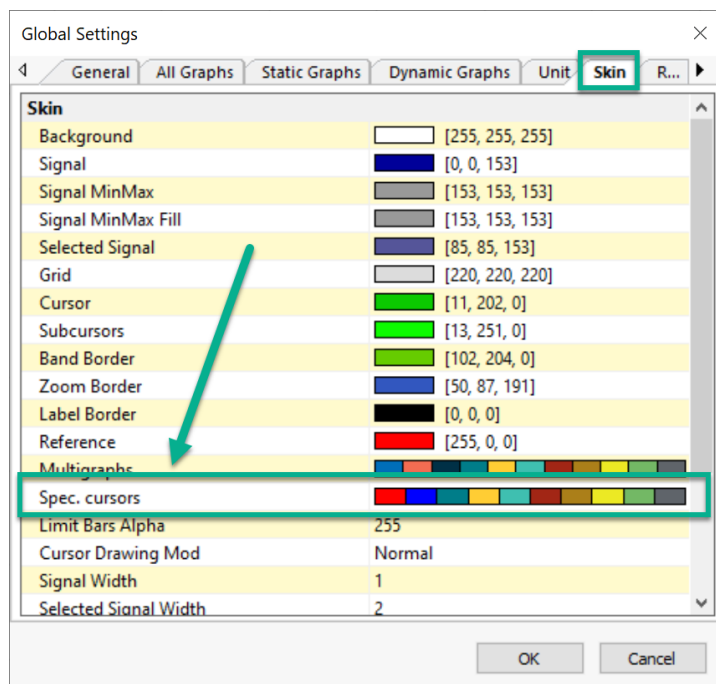 Global Settings
General All Graphs Static Graphs Dynamic Graphs Unit Skin R...
Skin
Background [255, 255, 255]
Signal [0, 0, 153]
Signal MinMax [153, 153, 153]
Signal MinMax Fill [153, 153, 153]
Selected Signal [85, 85, 153]
Grid [220, 220, 220]
Cursor [11, 202, 0]
Subcursors [13, 251, 0]
Band Border [102, 204, 0]
Zoom Border [50, 87, 191]
Label Border [0, 0, 0]
Reference [255, 0, 0]
Multigraphs
Spec. cursors
Limit Bars Alpha 255
Cursor Drawing Mod Normal
Signal Width 1
Selected Signal Width 2
OK Cancel